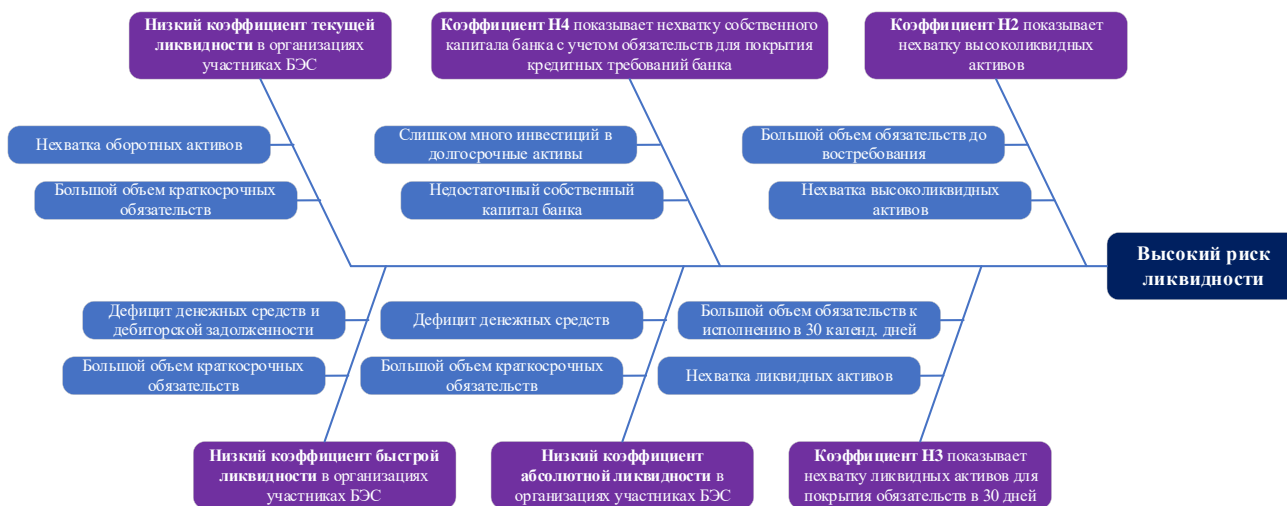 Низкий коэффициент текущей
ликвидности в организациях
участниках БЭС
Коэффициент Н4 показывает нехватку собственного
капитала банка с учетом обязательств для покрытия
кредитных требований банка
Коэффициент Н2 показывает
нехватку высоколиквидных
активов
Нехватка оборотных активов
Большой объем краткосрочных
обязательств
Слишком много инвестиций в
долгосрочные активы
Недостаточный собственный
капитал банка
Большой объем обязательств до
востребования
Нехватка высоколиквидных
активов
Высокий риск
ликвидности
Дефицит денежных средств и
дебиторской задолженности
Большой объем краткосрочных
обязательств
Дефицит денежных средств
Большой объем краткосрочных
обязательств
Большой объем обязательств к
исполнению в 30 календ. дней
Нехватка ликвидных активов
Низкий коэффициент быстрой
ликвидности в организациях
участниках БЭС
Низкий коэффициент
абсолютной ликвидности в
организациях участниках БЭС
Коэффициент Н3 показывает
нехватку ликвидных активов для
покрытия обязательств в 30 дней